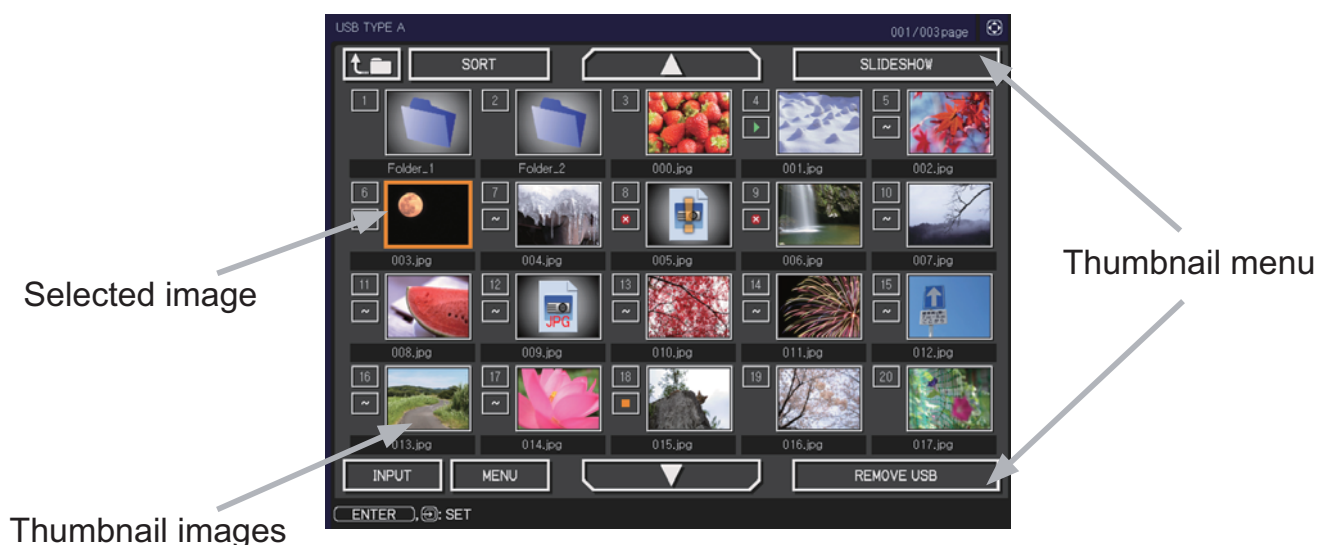 USB TYPE A
001/003 page
SORT
SLIDESHOW
1
2
3
4
5
Folder_1
Folder_2
000.jpg
001.jpg
002.jpg
6
7
8
9
10
003.jpg
004.jpg
005.jpg
006.jpg
007.jpg
11
12
13
14
15
JPG
008.jpg
009.jpg
010.jpg
011.jpg
012.jpg
16
17
18
19
20
013.jpg
014.jpg
015.jpg
016.jpg
017.jpg
INPUT
MENU
REMOVE USB
ENTER , : SET
Selected image
Thumbnail menu
Thumbnail images